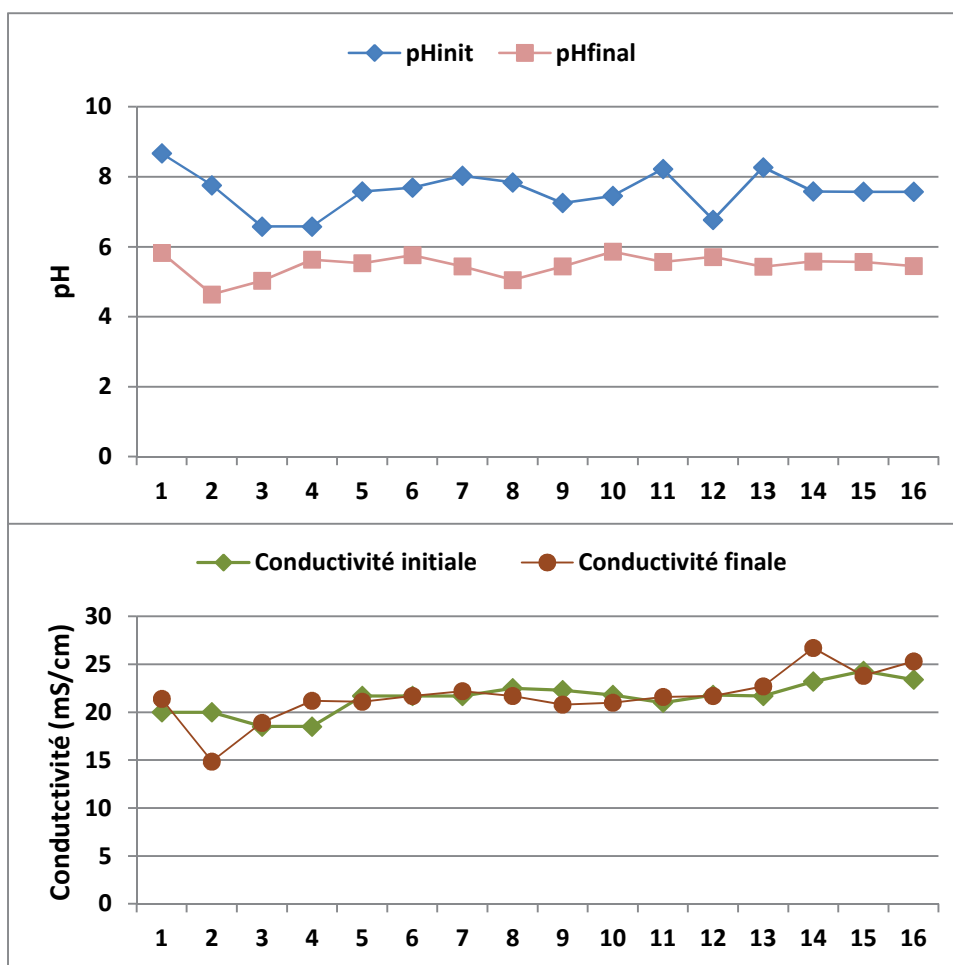 pHinit pHfinal
pH
10
8
6
4
2
0
1 2 3 4 5 6 7 8 9 10 11 12 13 14 15 16
Conductivité initiale Conductivité finale
Condutctivité (mS/cm)
30
25
20
15
10
5
0
1 2 3 4 5 6 7 8 9 10 11 12 13 14 15 16